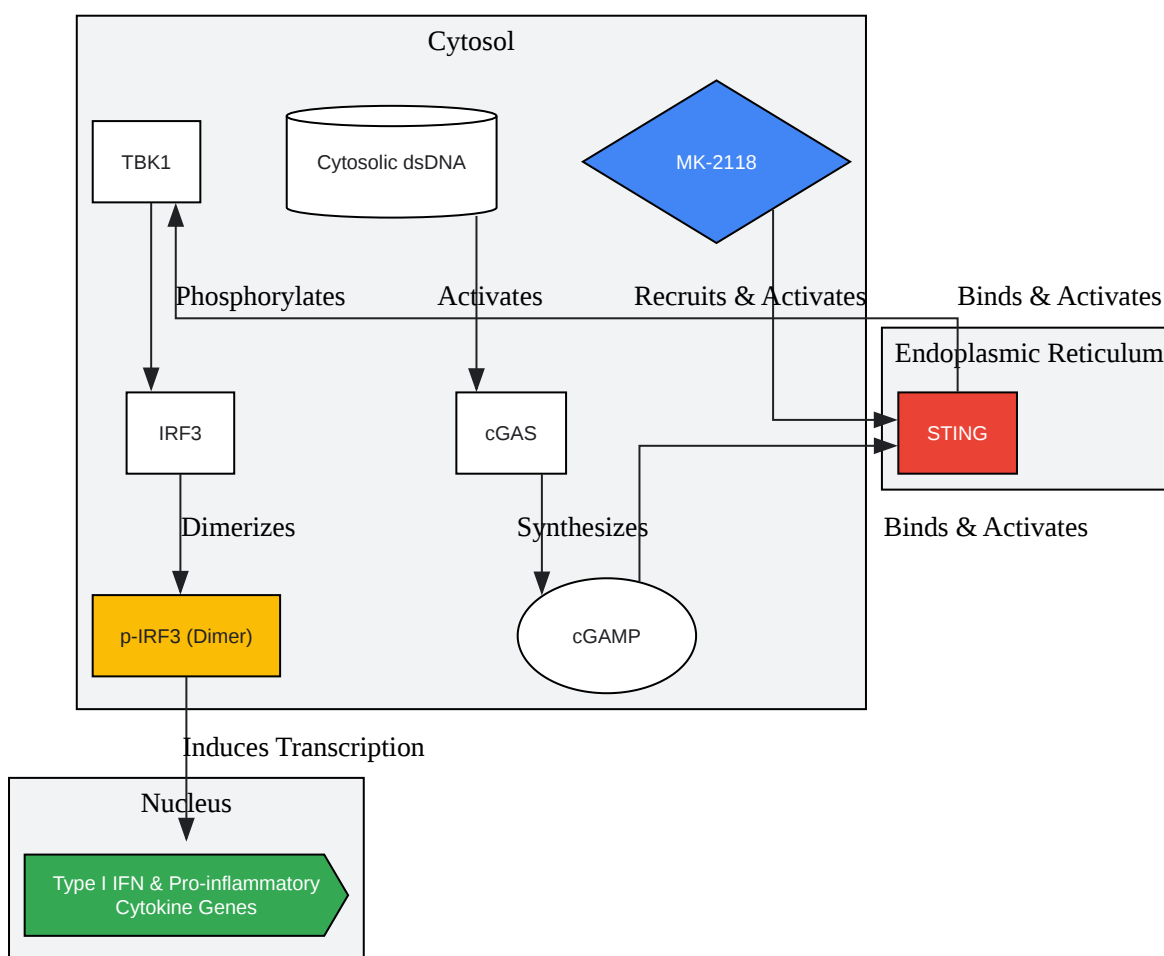 Cytosol
TBK1
Cytosolic dsDNA
MK-2118
Phosphorylates
Activates
Recruits & Activates
Binds & Activates
Endoplasmic Reticulum
IRF3
cGAS
STING
Dimerizes
Synthesizes
Binds & Activates
p-IRF3 (Dimer)
cGAMP
Induces Transcription
Nucleus
Type I IFN & Pro-inflammatory
Cytokine Genes